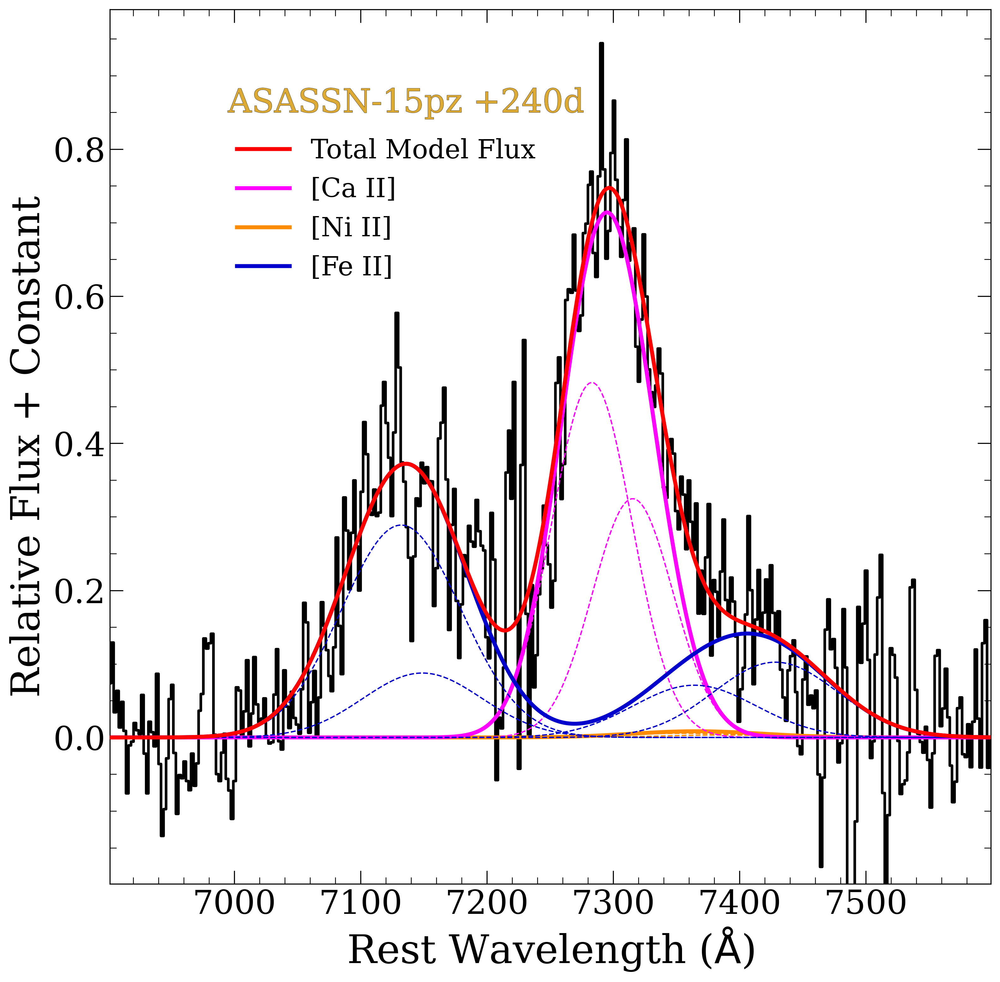 ASASSN-15pz +240d
Total Model Flux
[Ca II]
[Ni II]
[Fe II]
Relative Flux + Constant
0.8
0.6
0.4
0.2
0.0
7000 7100 7200 7300 7400 7500
Rest Wavelength (Å)